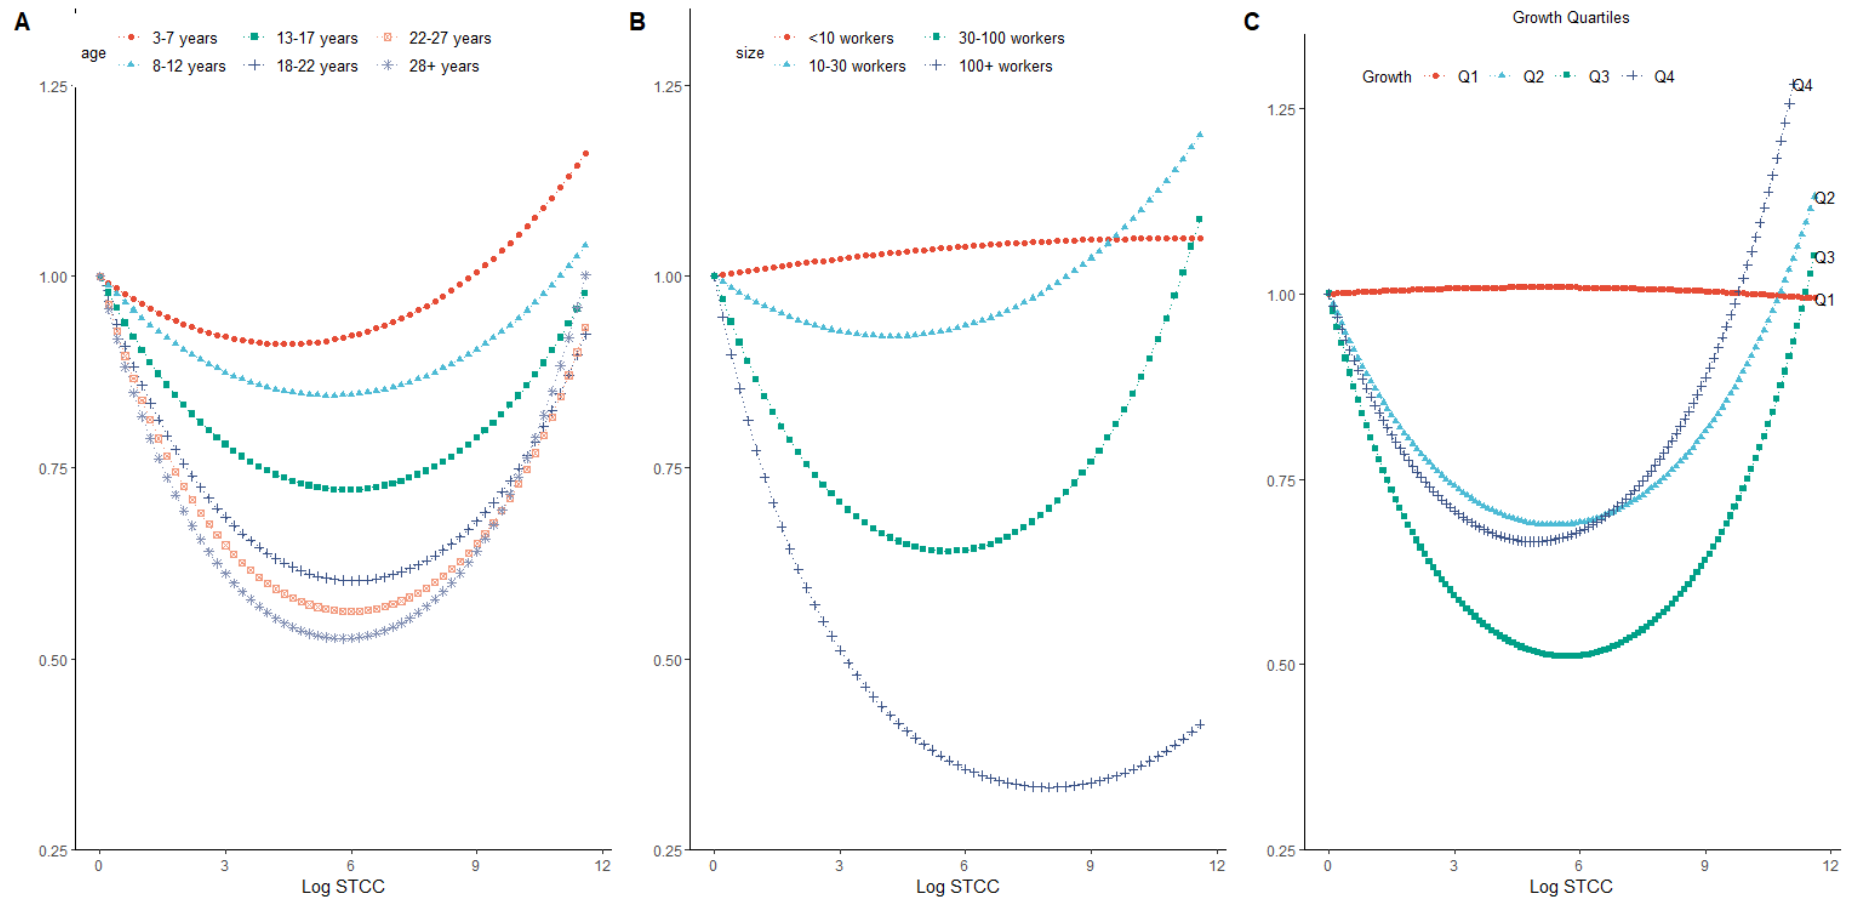 A
age
3-7 years
13-17 years
22-27 years
8-12 years
18-22 years
28+ years
1.25
1.00
0.75
0.50
0.25
0
3
6
9
12
Log STCC
B
size
<10 workers
30-100 workers
10-30 workers
100+ workers
1.25
1.00
0.75
0.50
0.25
0
3
6
9
12
Log STCC
C
Growth Quartiles
Growth
Q1
Q2
Q3
Q4
Q4
Q2
Q3
Q1
1.25
1.00
0.75
0.50
0.25
0
3
6
9
12
Log STCC